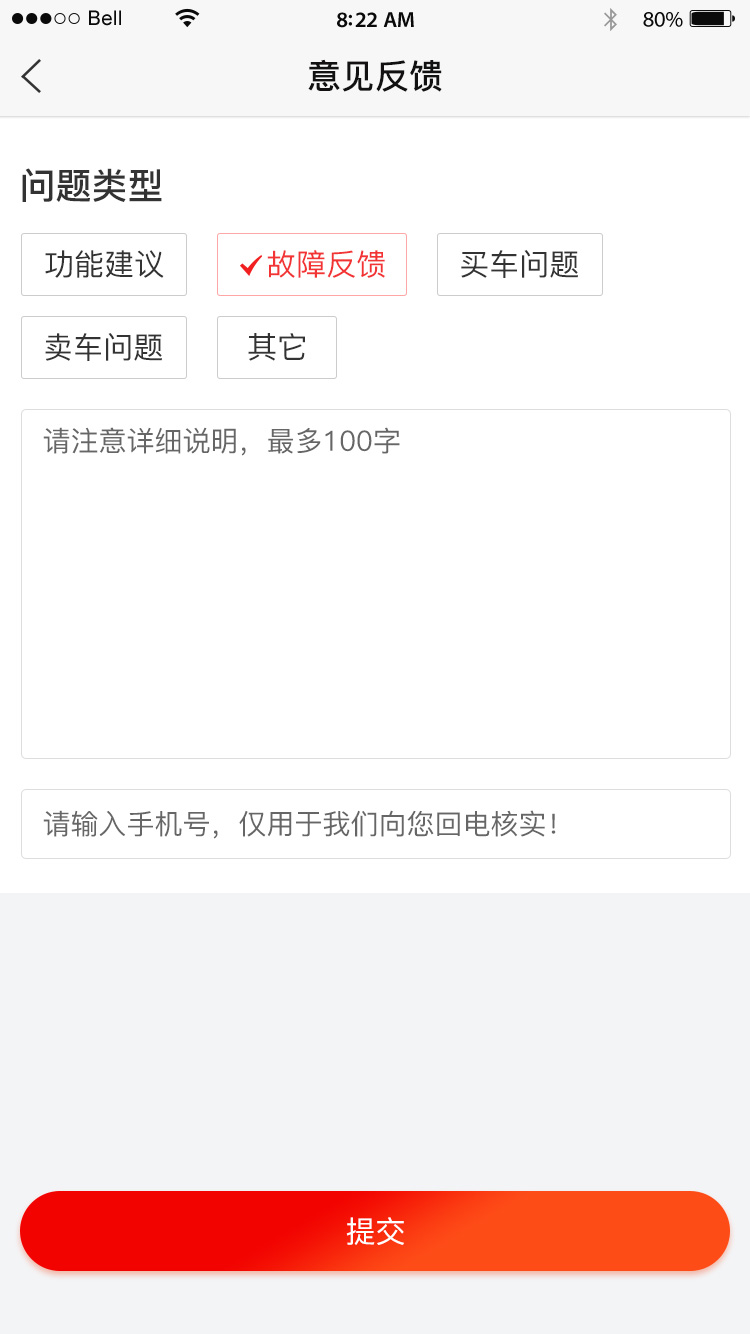 Bell 8:22 AM 80%
意见反馈
问题类型
功能建议 故障反馈 买车问题
卖车问题 其它
请注意详细说明，最多100字
请输入手机号，仅用于我们向您回电核实！
提交